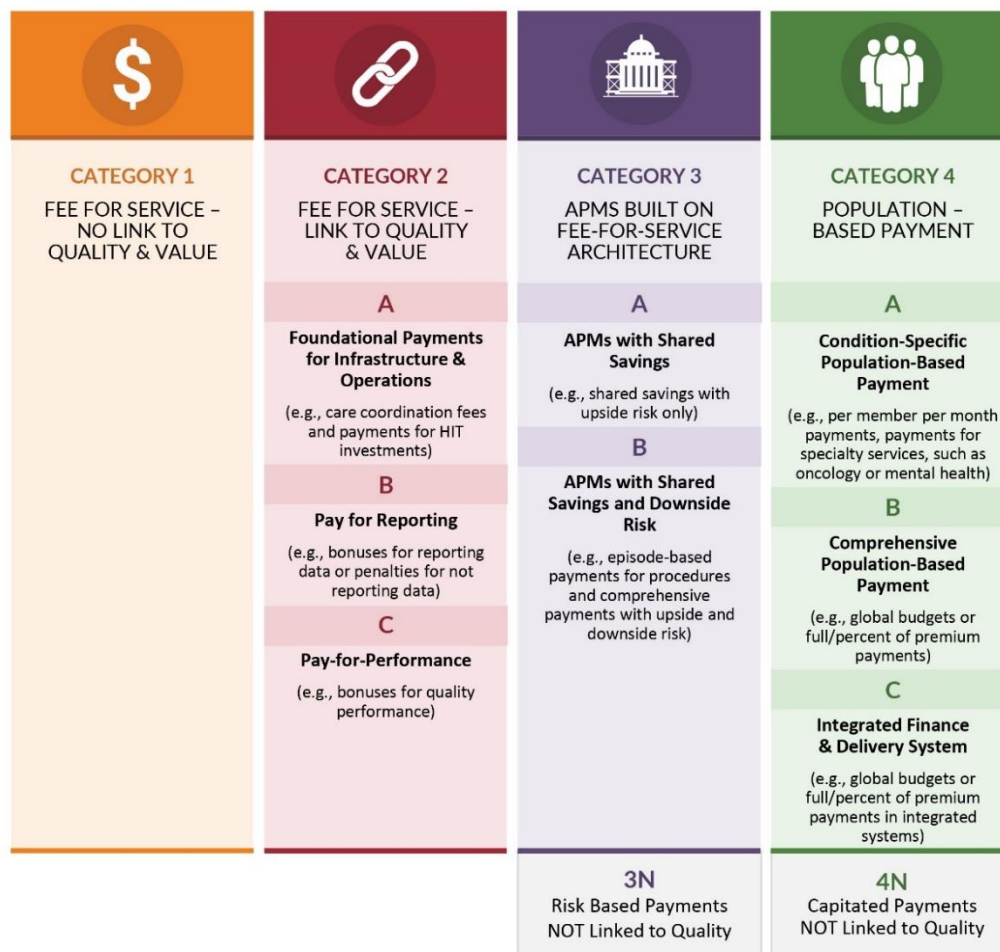 $
CATEGORY 1
FEE FOR SERVICE –
NO LINK TO
QUALITY & VALUE
CATEGORY 2
FEE FOR SERVICE –
LINK TO QUALITY
& VALUE
A
Foundational Payments
for Infrastructure &
Operations
(e.g., care coordination fees
and payments for HIT
investments)
B
Pay for Reporting
(e.g., bonuses for reporting
data or penalties for not
reporting data)
C
Pay-for-Performance
(e.g., bonuses for quality
performance)
CATEGORY 3
APMS BUILT ON
FEE-FOR-SERVICE
ARCHITECTURE
A
APMs with Shared
Savings
(e.g., shared savings with
upside risk only)
B
APMs with Shared
Savings and Downside
Risk
(e.g., episode-based
payments for procedures
and comprehensive
payments with upside and
downside risk)
3N
Risk Based Payments
NOT Linked to Quality
CATEGORY 4
POPULATION –
BASED PAYMENT
A
Condition-Specific
Population-Based
Payment
(e.g., per member per month
payments, payments for
specialty services, such as
oncology or mental health)
B
Comprehensive
Population-Based
Payment
(e.g., global budgets or
full/percent of premium
payments)
C
Integrated Finance
& Delivery System
(e.g., global budgets or
full/percent of premium
payments in integrated
systems)
4N
Capitated Payments
NOT Linked to Quality